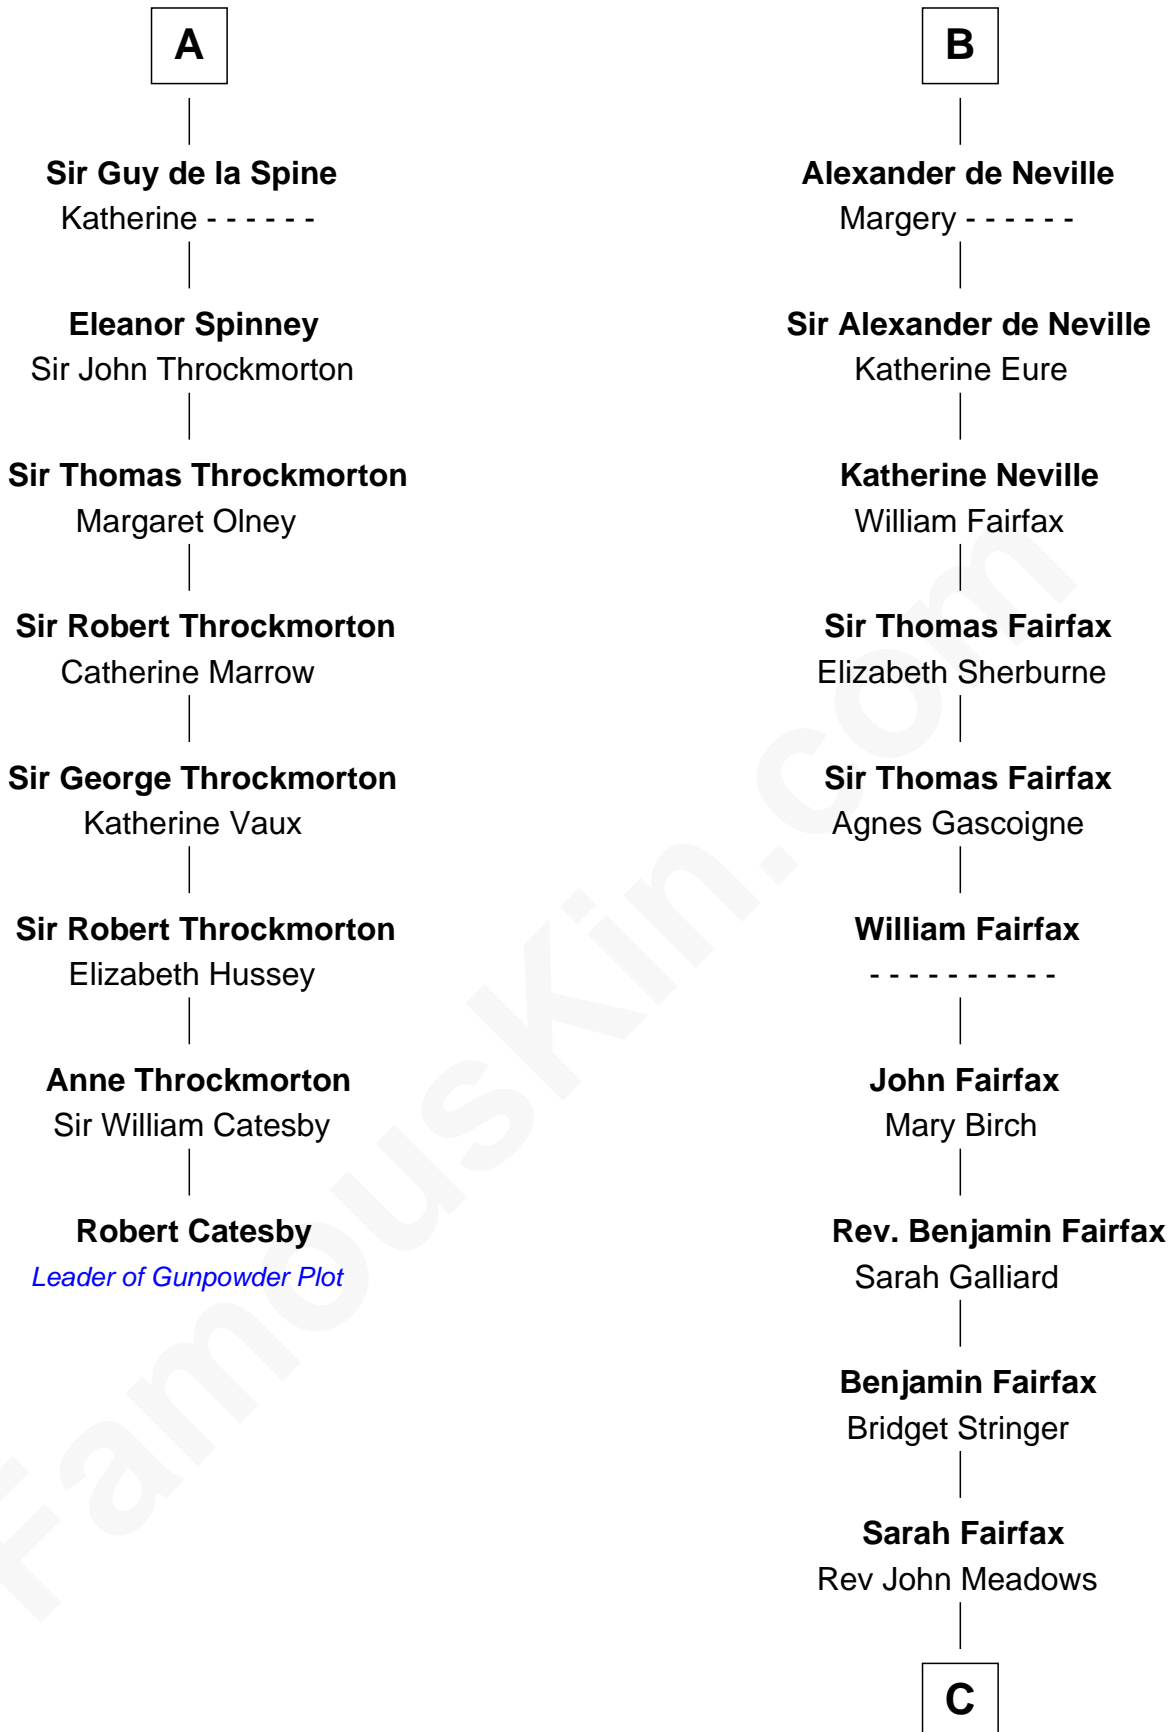 A
Sir Guy de la Spine
Katherine - - - - - -
Eleanor Spinney
Sir John Throckmorton
Sir Thomas Throckmorton
Margaret Olney
Sir Robert Throckmorton
Catherine Marrow
Sir George Throckmorton
Katherine Vaux
Sir Robert Throckmorton
Elizabeth Hussey
Anne Throckmorton
Sir William Catesby
Robert Catesby
Leader of Gunpowder Plot
B
Alexander de Neville
Margery - - - - - -
Sir Alexander de Neville
Katherine Eure
Katherine Neville
William Fairfax
Sir Thomas Fairfax
Elizabeth Sherburne
Sir Thomas Fairfax
Agnes Gascoigne
William Fairfax
- - - - - - - - - -
John Fairfax
Mary Birch
Rev. Benjamin Fairfax
Sarah Galliard
Benjamin Fairfax
Bridget Stringer
Sarah Fairfax
Rev John Meadows
C
FamousKin.com